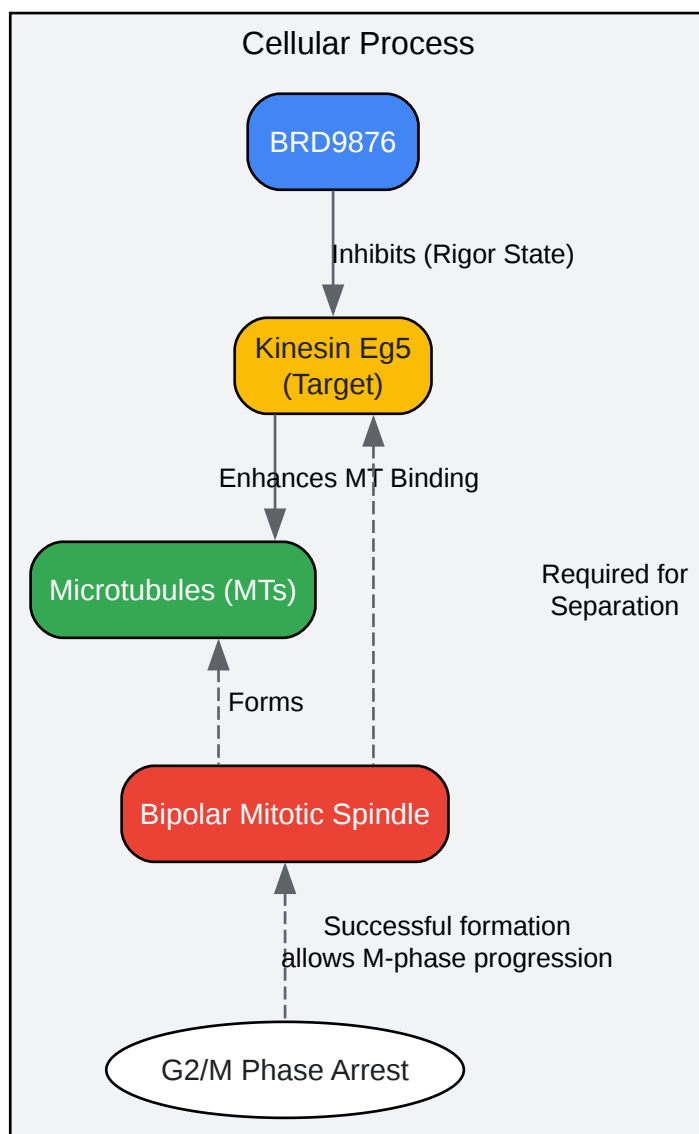 Cellular Process
BRD9876
Inhibits (Rigor State)
Kinesin Eg5
(Target)
Enhances MT Binding
Microtubules (MTs)
Required for
Separation
Forms
Bipolar Mitotic Spindle
Successful formation
allows M-phase progression
G2/M Phase Arrest